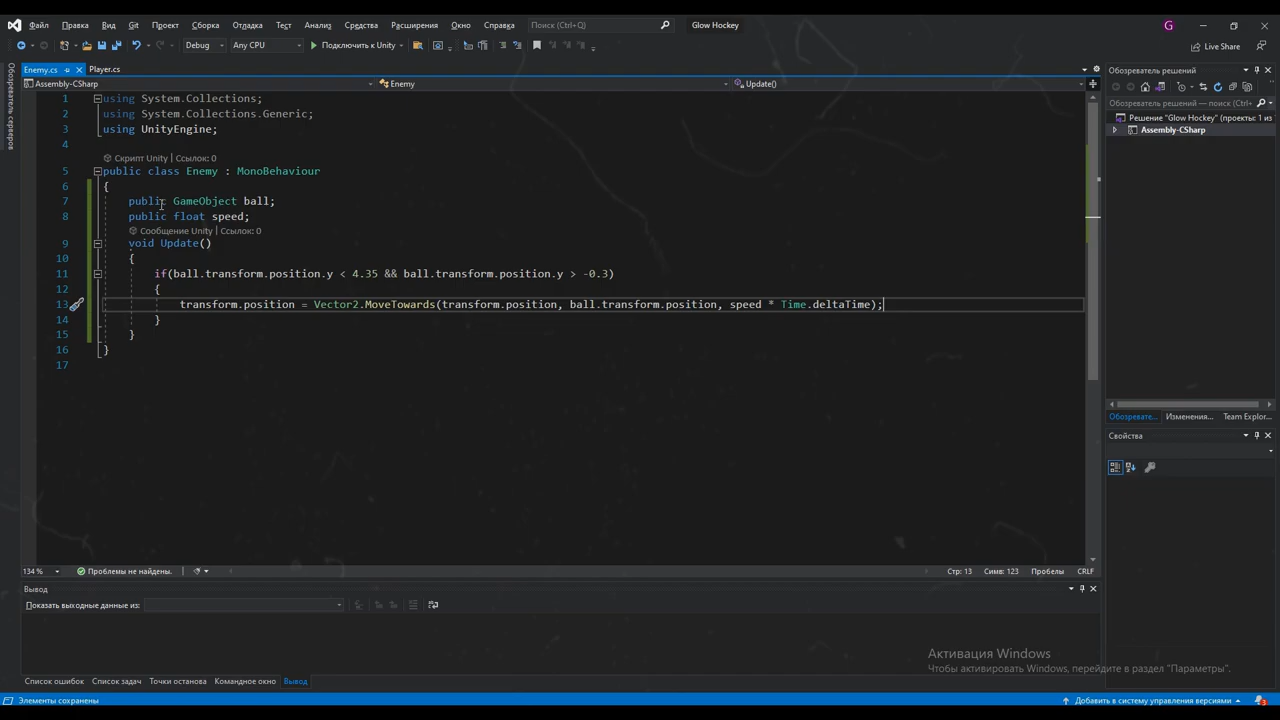 Файл Правка Вид Git Проект Сборка Отладка Тест Анализ Средства Расширения Окно Справка Поиск (Ctrl+Q) Glow Hockey G
Debug Any CPU Подключить к Unity Live Share
Обозреватель серверов
Enemy.cs Player.cs
Assembly-CSharp Enemy Update()
1 using System.Collections;
2 using System.Collections.Generic;
3 using UnityEngine;
4
Скрипт Unity | Ссылок: 0
5 public class Enemy : MonoBehaviour
6 {
7 public GameObject ball;
8 public float speed;
Сообщение Unity | Ссылок: 0
9 void Update()
10 {
11 if(ball.transform.position.y < 4.35 && ball.transform.position.y > -0.3)
12 {
13 transform.position = Vector2.MoveTowards(transform.position, ball.transform.position, speed * Time.deltaTime);
14 }
15 }
16 }
17
134 % Проблемы не найдены. Стр: 13 Симв: 123 Пробелы CRLF
Вывод
Показать выходные данные из:
Список ошибок Список задач Точки останова Командное окно Вывод
Обозреватель решений
Обозреватель решений — поиск (Ctrl+
Решение "Glow Hockey" (проекты: 1 из
Assembly-CSharp
Обозревате... Изменения... Team Explor...
Свойства
Активация Windows
Чтобы активировать Windows, перейдите в раздел "Параметры".
Элементы сохранены Добавить в систему управления версиями 3